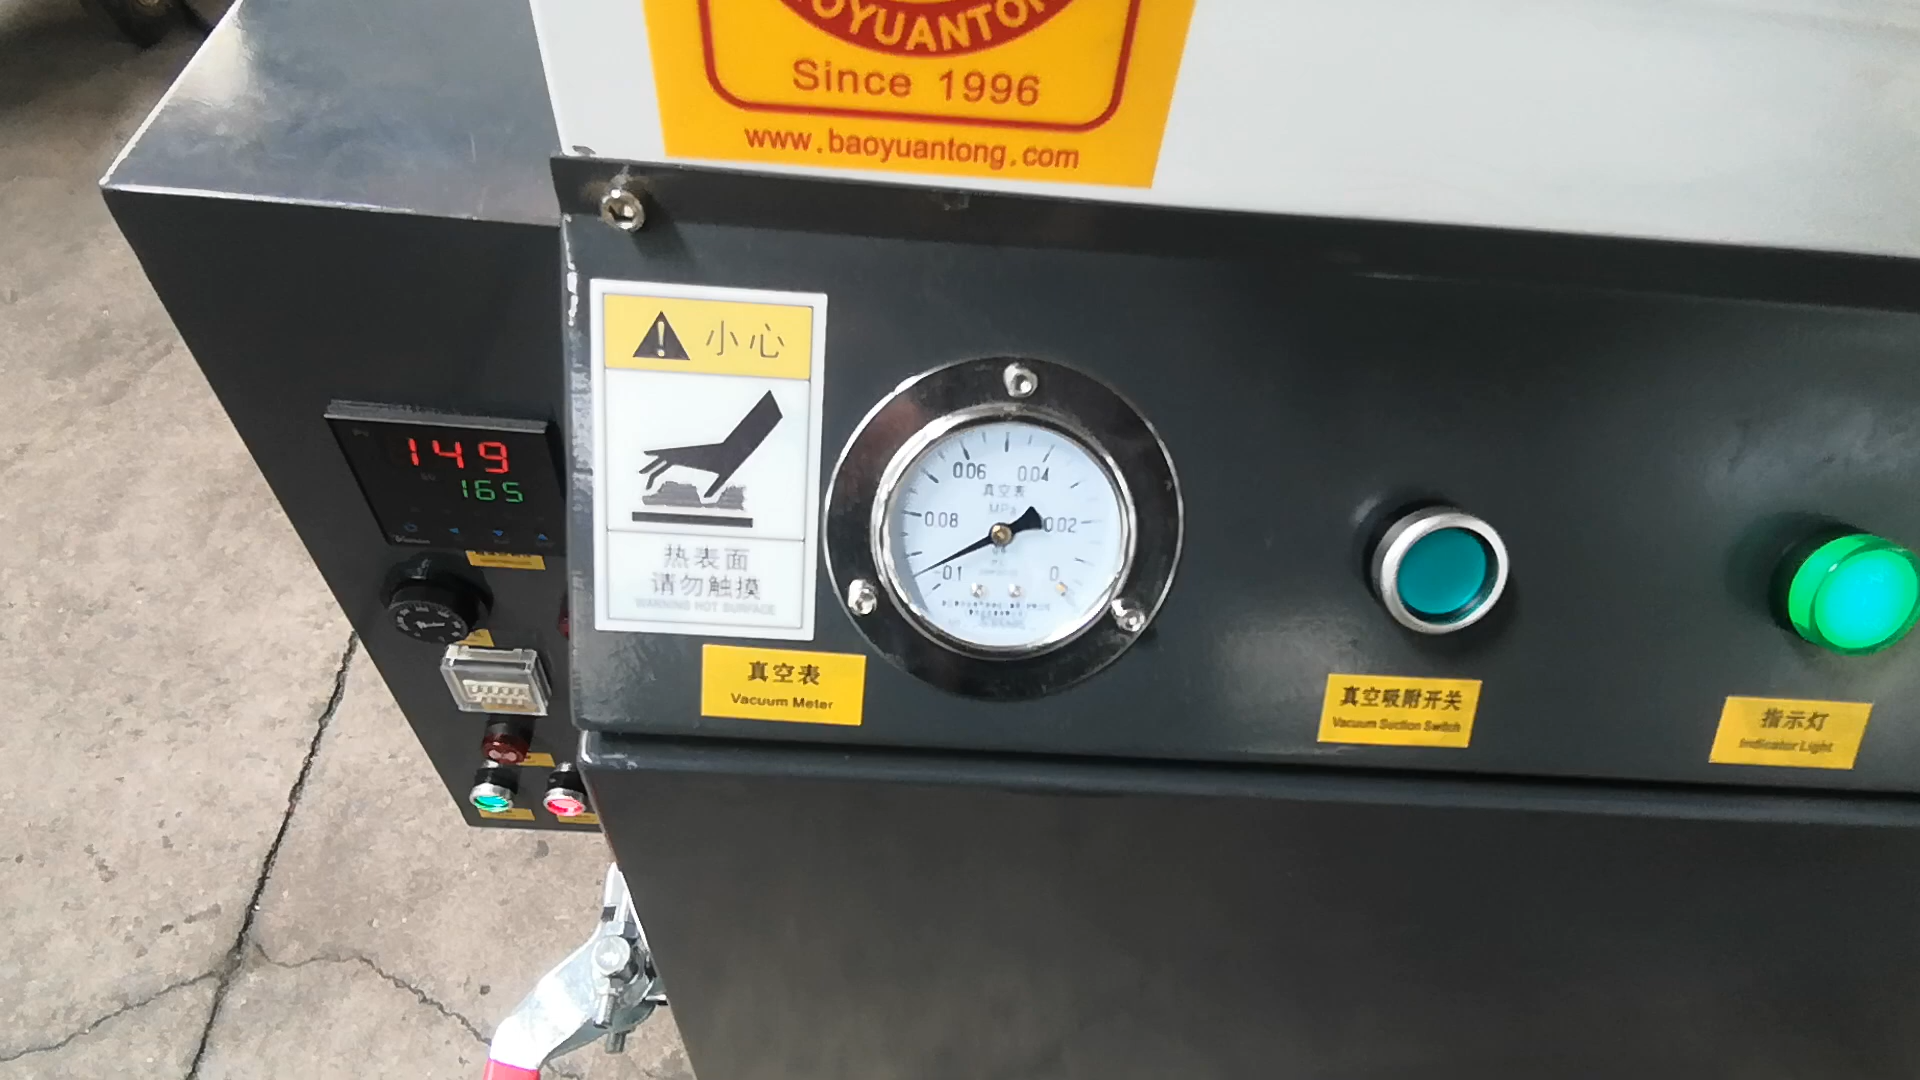 OYUANTON
Since 1996
www.baoyuantong.com
小心
热表面
请勿触摸
WARNING HOT SURFACE
149
165
0.06 0.04
真空表
MPa
0.08 0.02
-0.1 0
真空表
Vacuum Meter
真空吸附开关
Vacuum Suction Switch
指示灯
Indicator Light